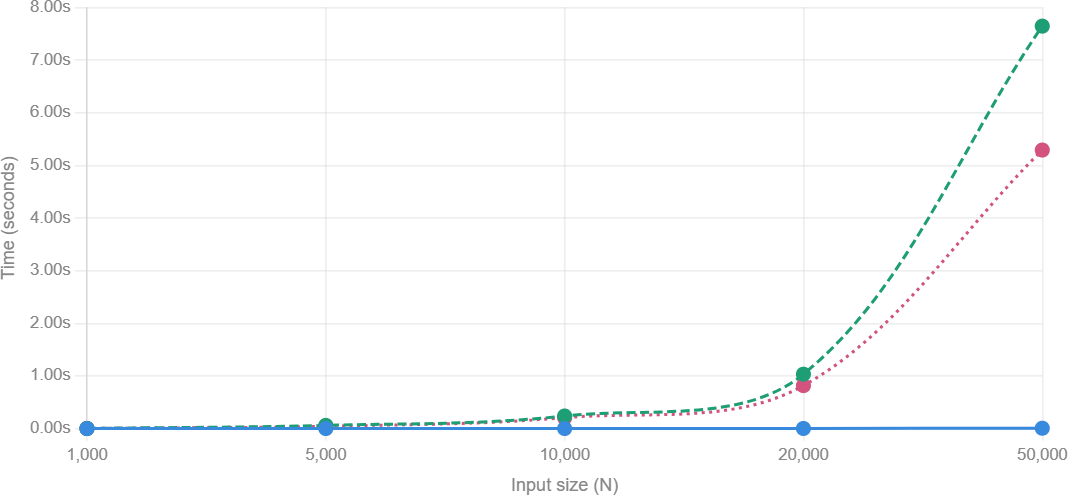 8.00s
7.00s
6.00s
5.00s
4.00s
3.00s
2.00s
1.00s
0.00s
Time (seconds)
1,000 5,000 10,000 20,000 50,000
Input size (N)